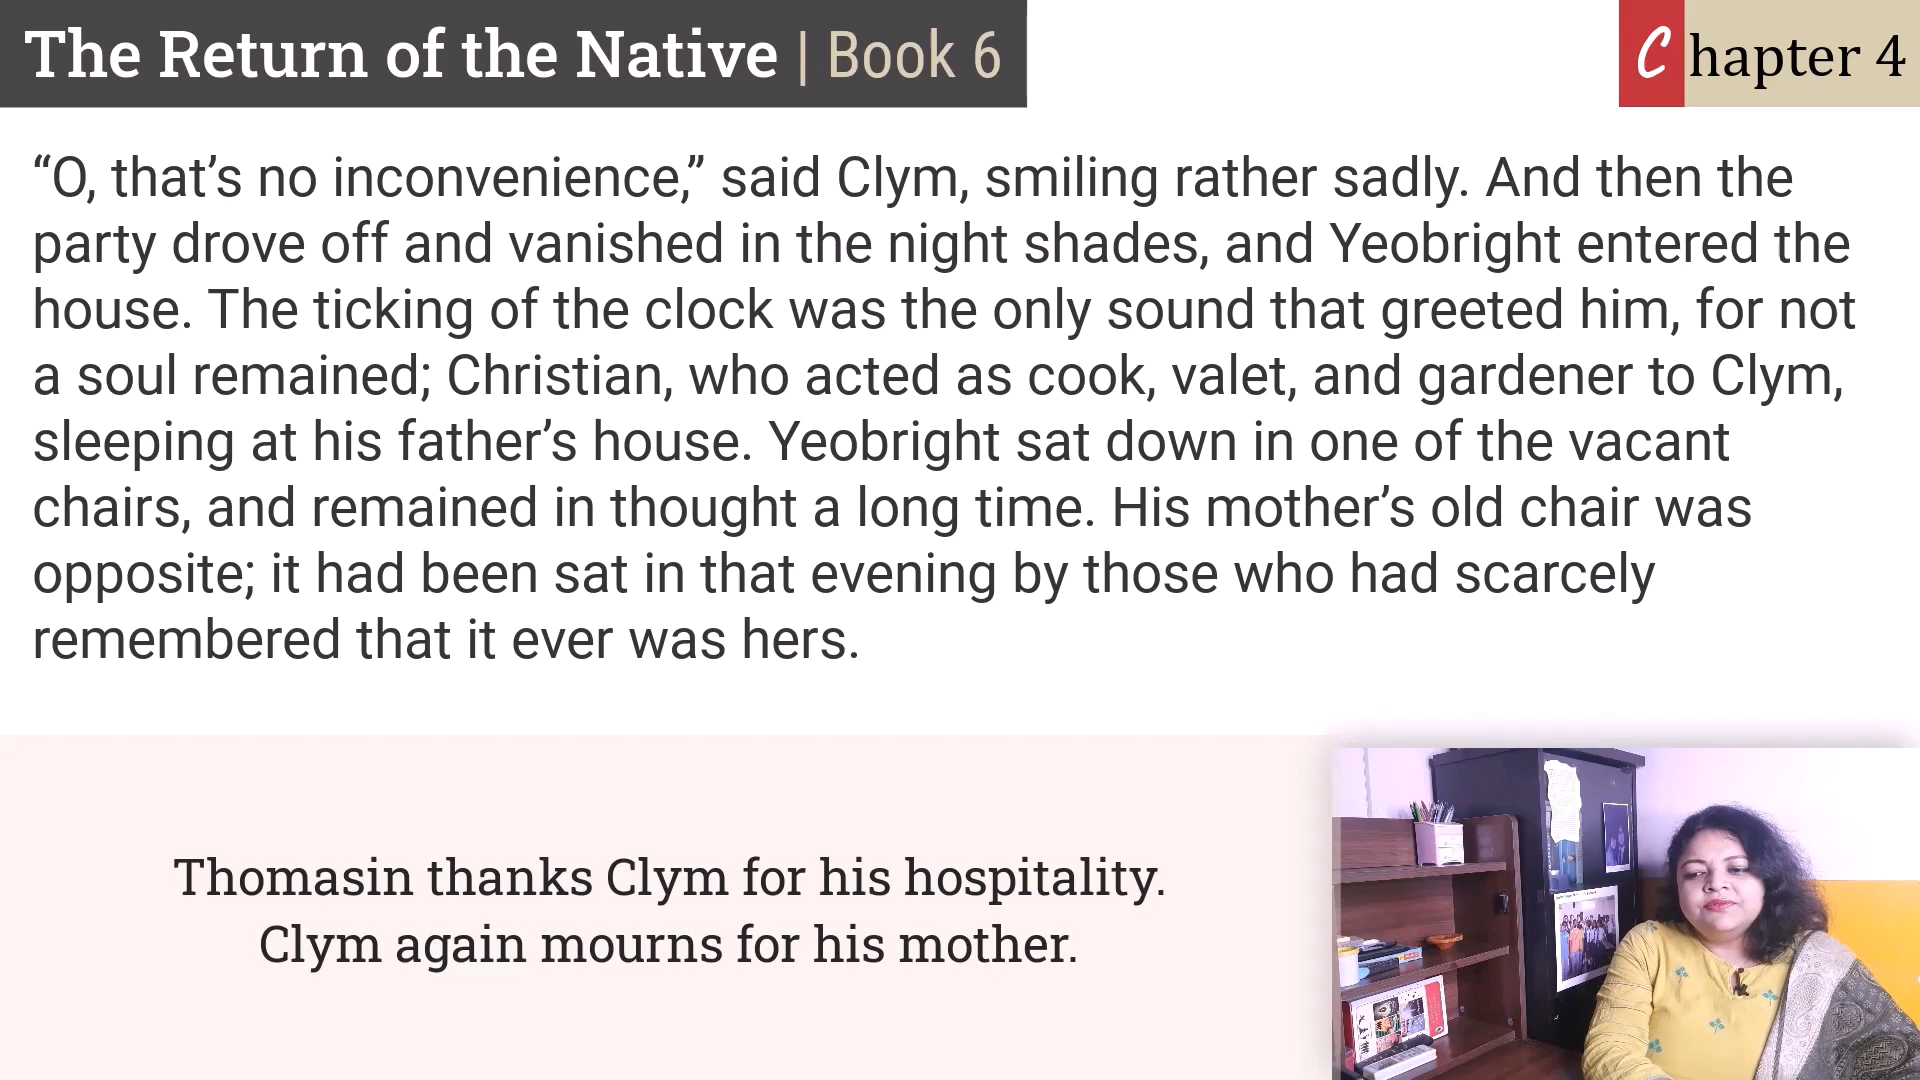 The Return of the Native | Book 6
Chapter 4
“O, that’s no inconvenience,” said Clym, smiling rather sadly. And then the
party drove off and vanished in the night shades, and Yeobright entered the
house. The ticking of the clock was the only sound that greeted him, for not
a soul remained; Christian, who acted as cook, valet, and gardener to Clym,
sleeping at his father’s house. Yeobright sat down in one of the vacant
chairs, and remained in thought a long time. His mother’s old chair was
opposite; it had been sat in that evening by those who had scarcely
remembered that it ever was hers.
Thomasin thanks Clym for his hospitality.
Clym again mourns for his mother.